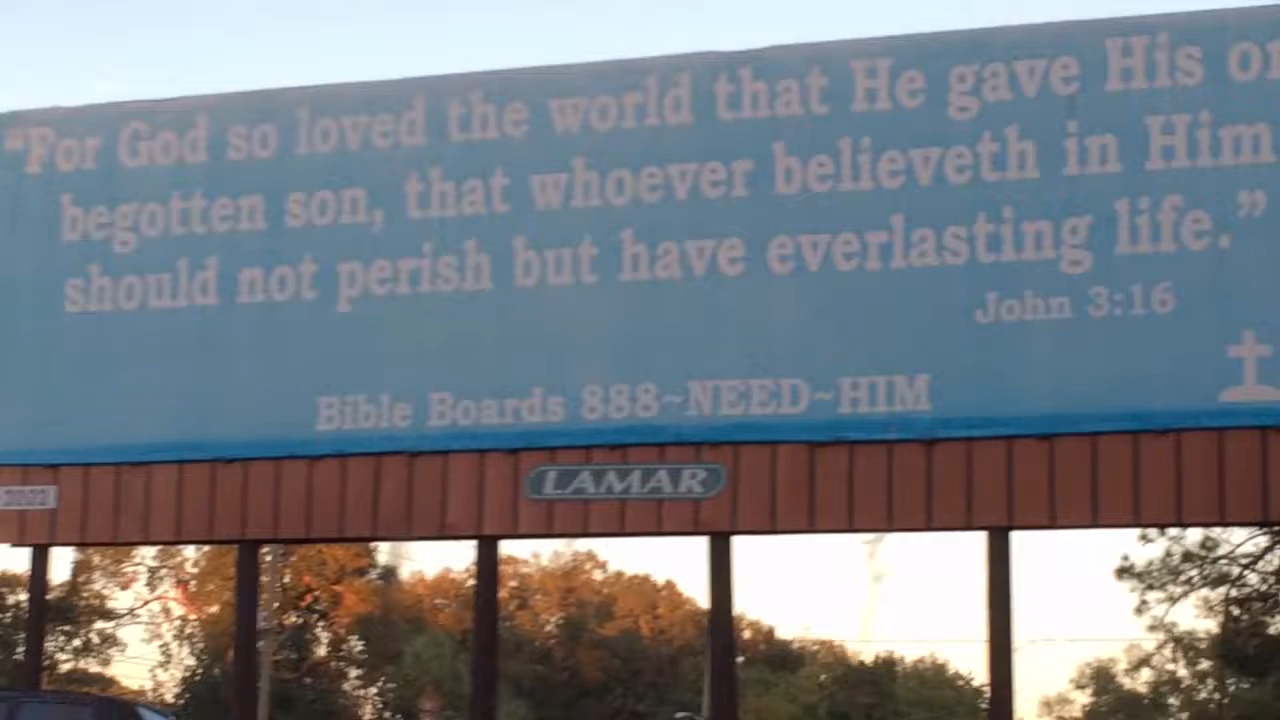 “For God so loved the world that He gave His on
begotten son, that whoever believeth in Him
should not perish but have everlasting life.”
John 3:16
Bible Boards 888~NEED~HIM
LAMAR